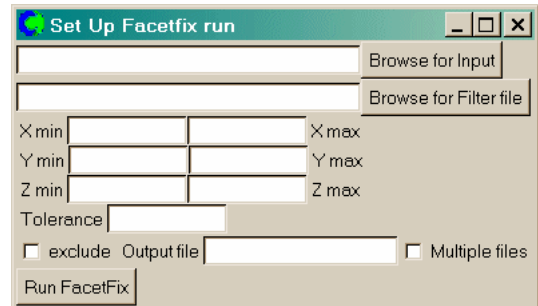 Set Up Facetfix run
Browse for Input
Browse for Filter file
X min X max
Y min Y max
Z min Z max
Tolerance
exclude Output file Multiple files
Run FacetFix